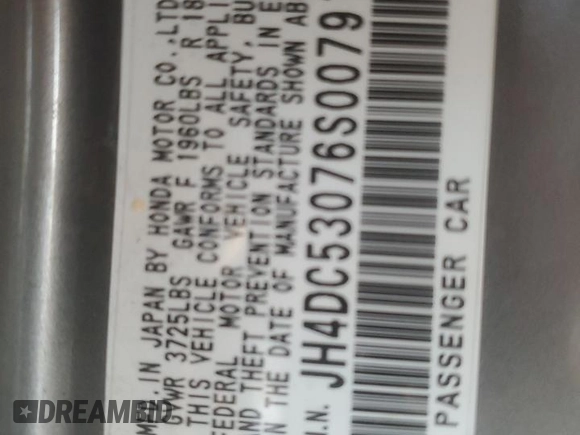 MFD. IN JAPAN BY HONDA MOTOR CO.,LTD
GVWR 3725LBS GAWR F 1960LBS R 18
THIS VEHICLE CONFORMS TO ALL APPLI
FEDERAL MOTOR VEHICLE SAFETY, BU
AND THEFT PREVENTION STANDARDS IN E
ON THE DATE OF MANUFACTURE SHOWN AB
V.I.N. JH4DC53076S0079
PASSENGER CAR
DREAMBID